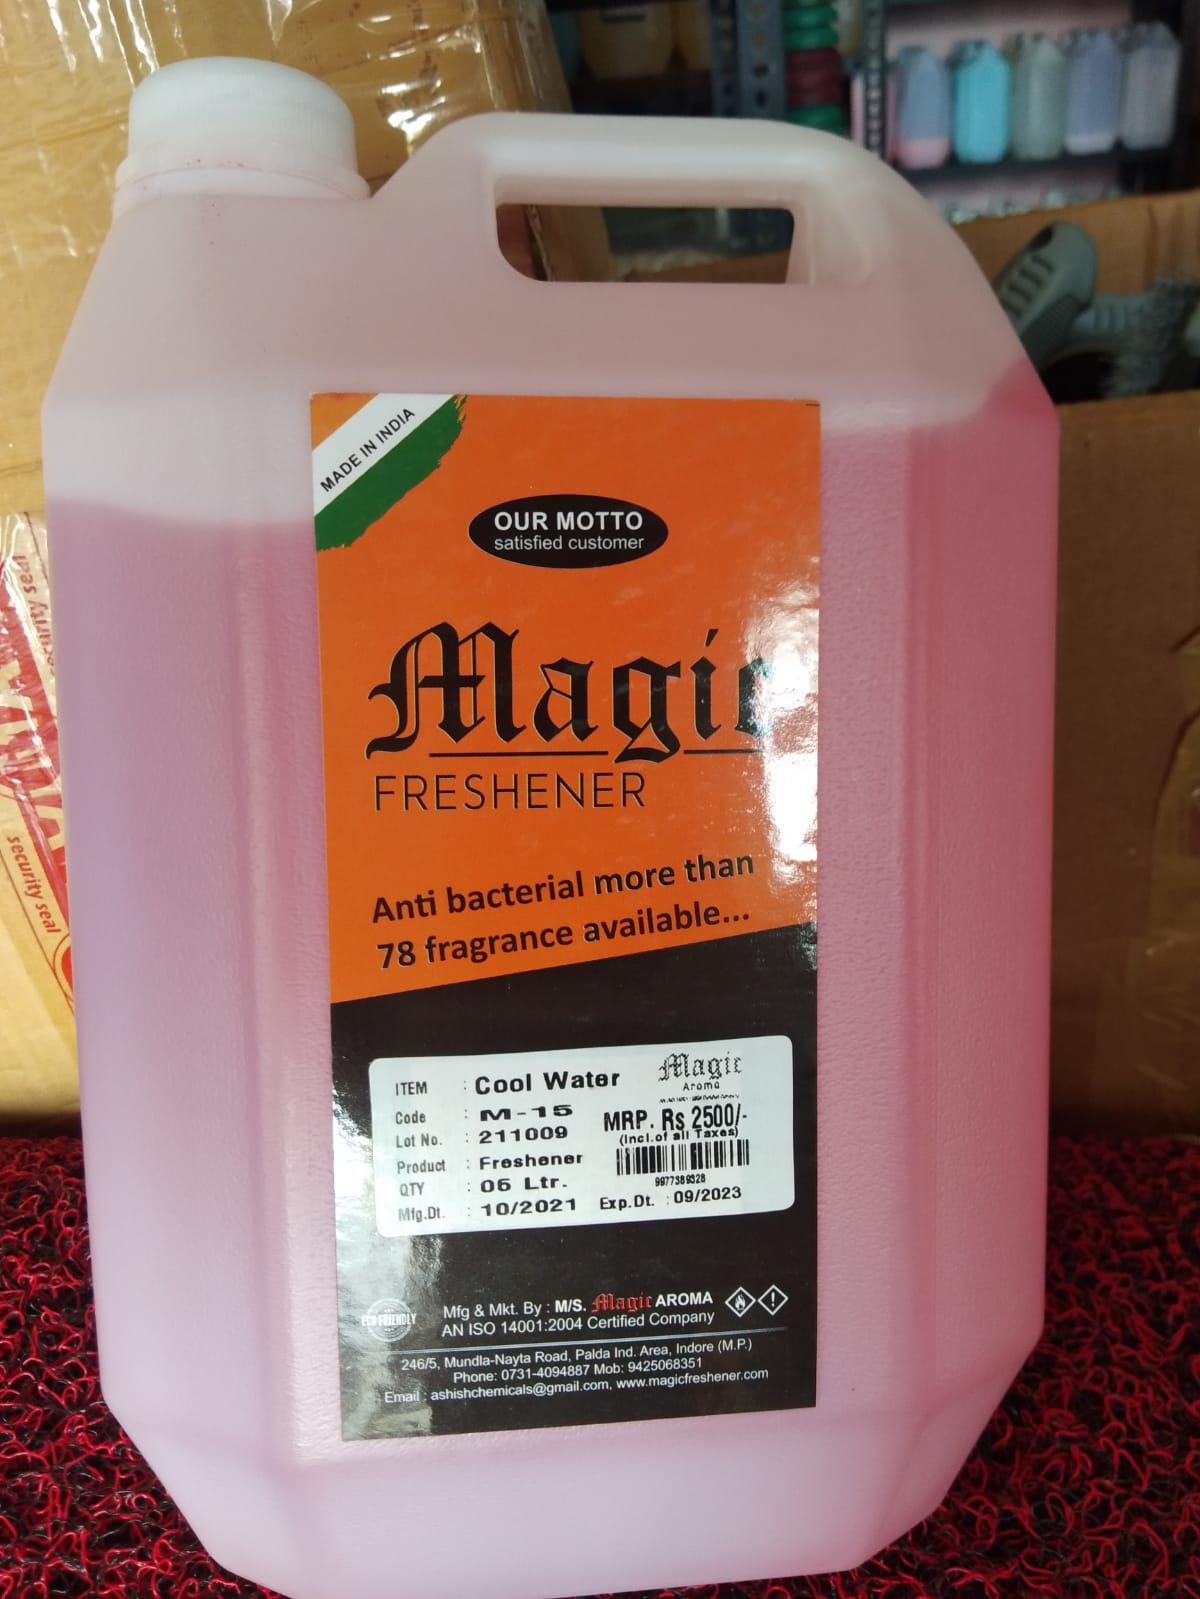 MADE IN INDIA
OUR MOTTO
satisfied customer
Magic
FRESHENER
Anti bacterial more than
78 fragrance available...
ITEM : Cool Water
Code : M-15
Lot No. : 211009
Product : Freshener
QTY : 05 Ltr.
Mfg.Dt. : 10/2021
Magic
Aroma
MRP. Rs 2500/-
(Incl.of all Taxes)
Exp.Dt. : 09/2023
ECO FRIENDLY
Mfg & Mkt. By : M/S. Magic AROMA
AN ISO 14001:2004 Certified Company
246/5, Mundla-Nayta Road, Palda Ind. Area, Indore (M.P.)
Phone: 0731-4094887 Mob: 9425068351
Email : ashishchemicals@gmail.com, www.magicfreshener.com
security seal